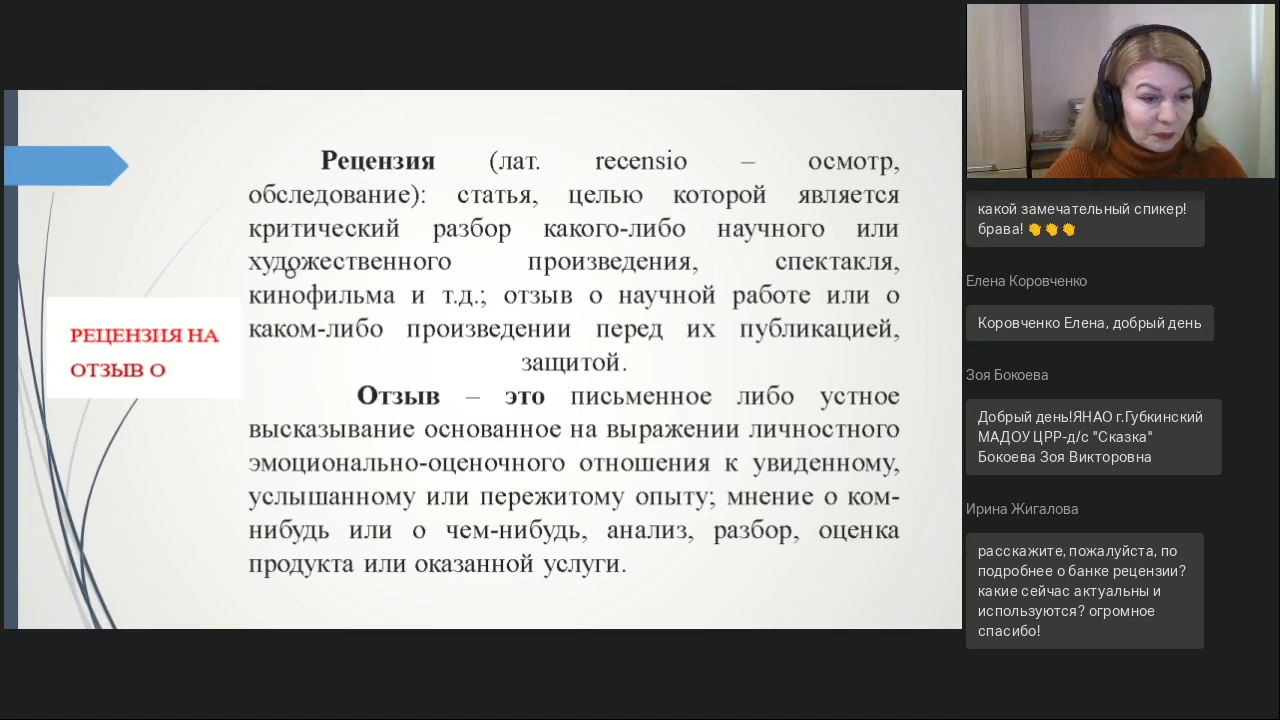 РЕЦЕНЗИЯ НА
ОТЗЫВ О
Рецензия (лат. recensio – осмотр,
обследование): статья, целью которой является
критический разбор какого-либо научного или
художественного произведения, спектакля,
кинофильма и т.д.; отзыв о научной работе или о
каком-либо произведении перед их публикацией,
защитой.
Отзыв – это письменное либо устное
высказывание основанное на выражении личностного
эмоционально-оценочного отношения к увиденному,
услышанному или пережитому опыту; мнение о ком-
нибудь или о чем-нибудь, анализ, разбор, оценка
продукта или оказанной услуги.
какой замечательный спикер!
брава! 👏👏👏
Елена Коровченко
Коровченко Елена, добрый день
Зоя Бокоева
Добрый день!ЯНАО г.Губкинский
МАДОУ ЦРР-д/с "Сказка"
Бокоева Зоя Викторовна
Ирина Жигалова
расскажите, пожалуйста, по
подробнее о банке рецензии?
какие сейчас актуальны и
используются? огромное
спасибо!